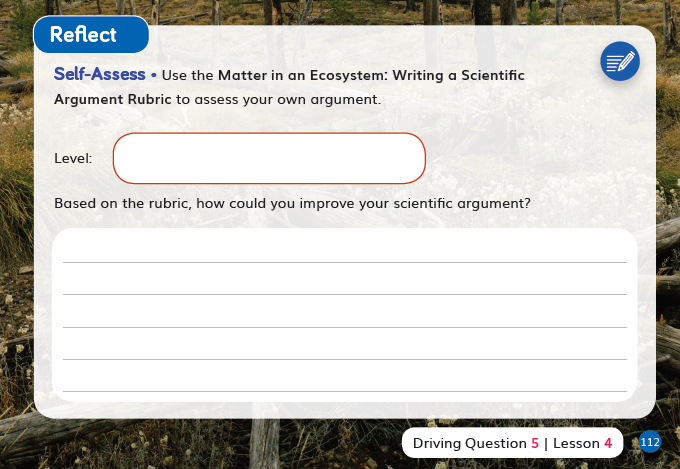 Reflect
Self-Assess • Use the Matter in an Ecosystem: Writing a Scientific
Argument Rubric to assess your own argument.
Level:
Based on the rubric, how could you improve your scientific argument?
Driving Question 5 | Lesson 4
112